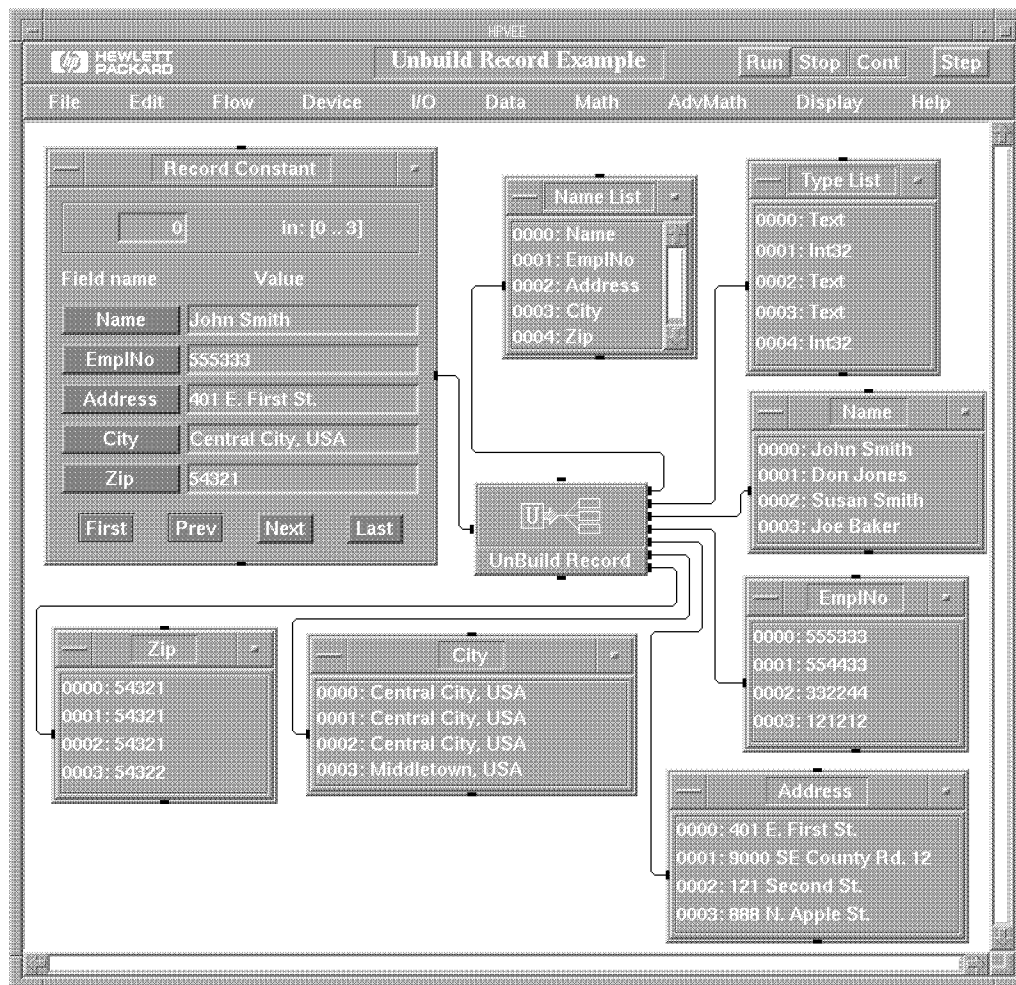 HPVEE
hp HEWLETT PACKARD
Unbuild Record Example
Run Stop Cont Step
File Edit Flow Device I/O Data Math AdvMath Display Help
Record Constant
0 in: [0 .. 3]
Field name Value
Name John Smith
EmplNo 555333
Address 401 E. First St.
City Central City, USA
Zip 54321
First Prev Next Last
Name List
0000: Name
0001: EmplNo
0002: Address
0003: City
0004: Zip
Type List
0000: Text
0001: Int32
0002: Text
0003: Text
0004: Int32
Name
0000: John Smith
0001: Don Jones
0002: Susan Smith
0003: Joe Baker
U
UnBuild Record
EmplNo
0000: 555333
0001: 554433
0002: 332244
0003: 121212
Zip
0000: 54321
0001: 54321
0002: 54321
0003: 54322
City
0000: Central City, USA
0001: Central City, USA
0002: Central City, USA
0003: Middletown, USA
Address
0000: 401 E. First St.
0001: 9000 SE County Rd. 12
0002: 121 Second St.
0003: 888 N. Apple St.